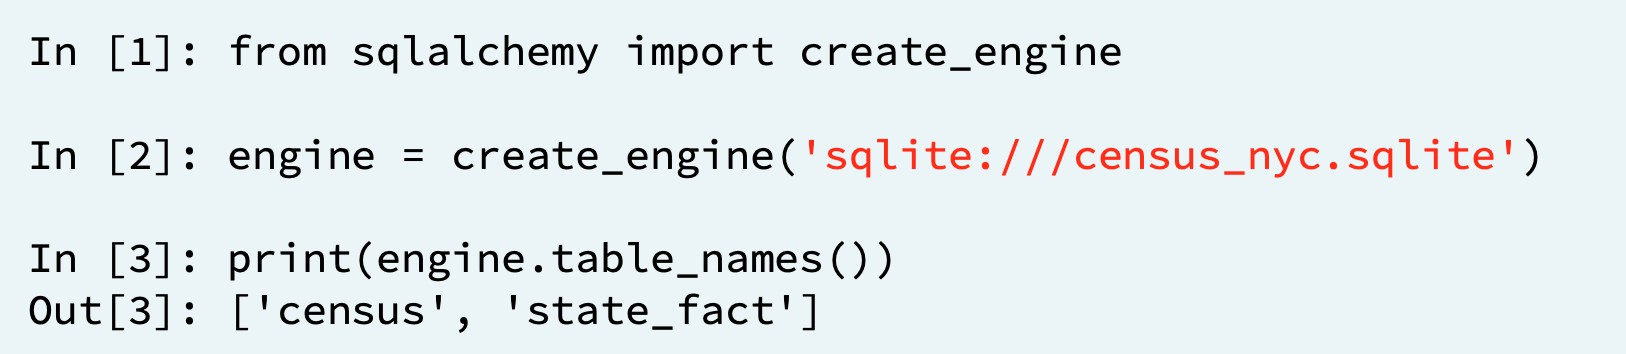 In [1]: from sqlalchemy import create_engine
In [2]: engine = create_engine('sqlite:///census_nyc.sqlite')
In [3]: print(engine.table_names())
Out[3]: ['census', 'state_fact']